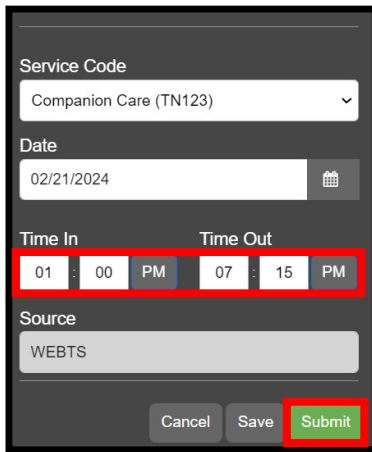 Service Code
Companion Care (TN123)
Date
02/21/2024
Time In Time Out
01 : 00 PM 07 : 15 PM
Source
WEBTS
Cancel Save Submit